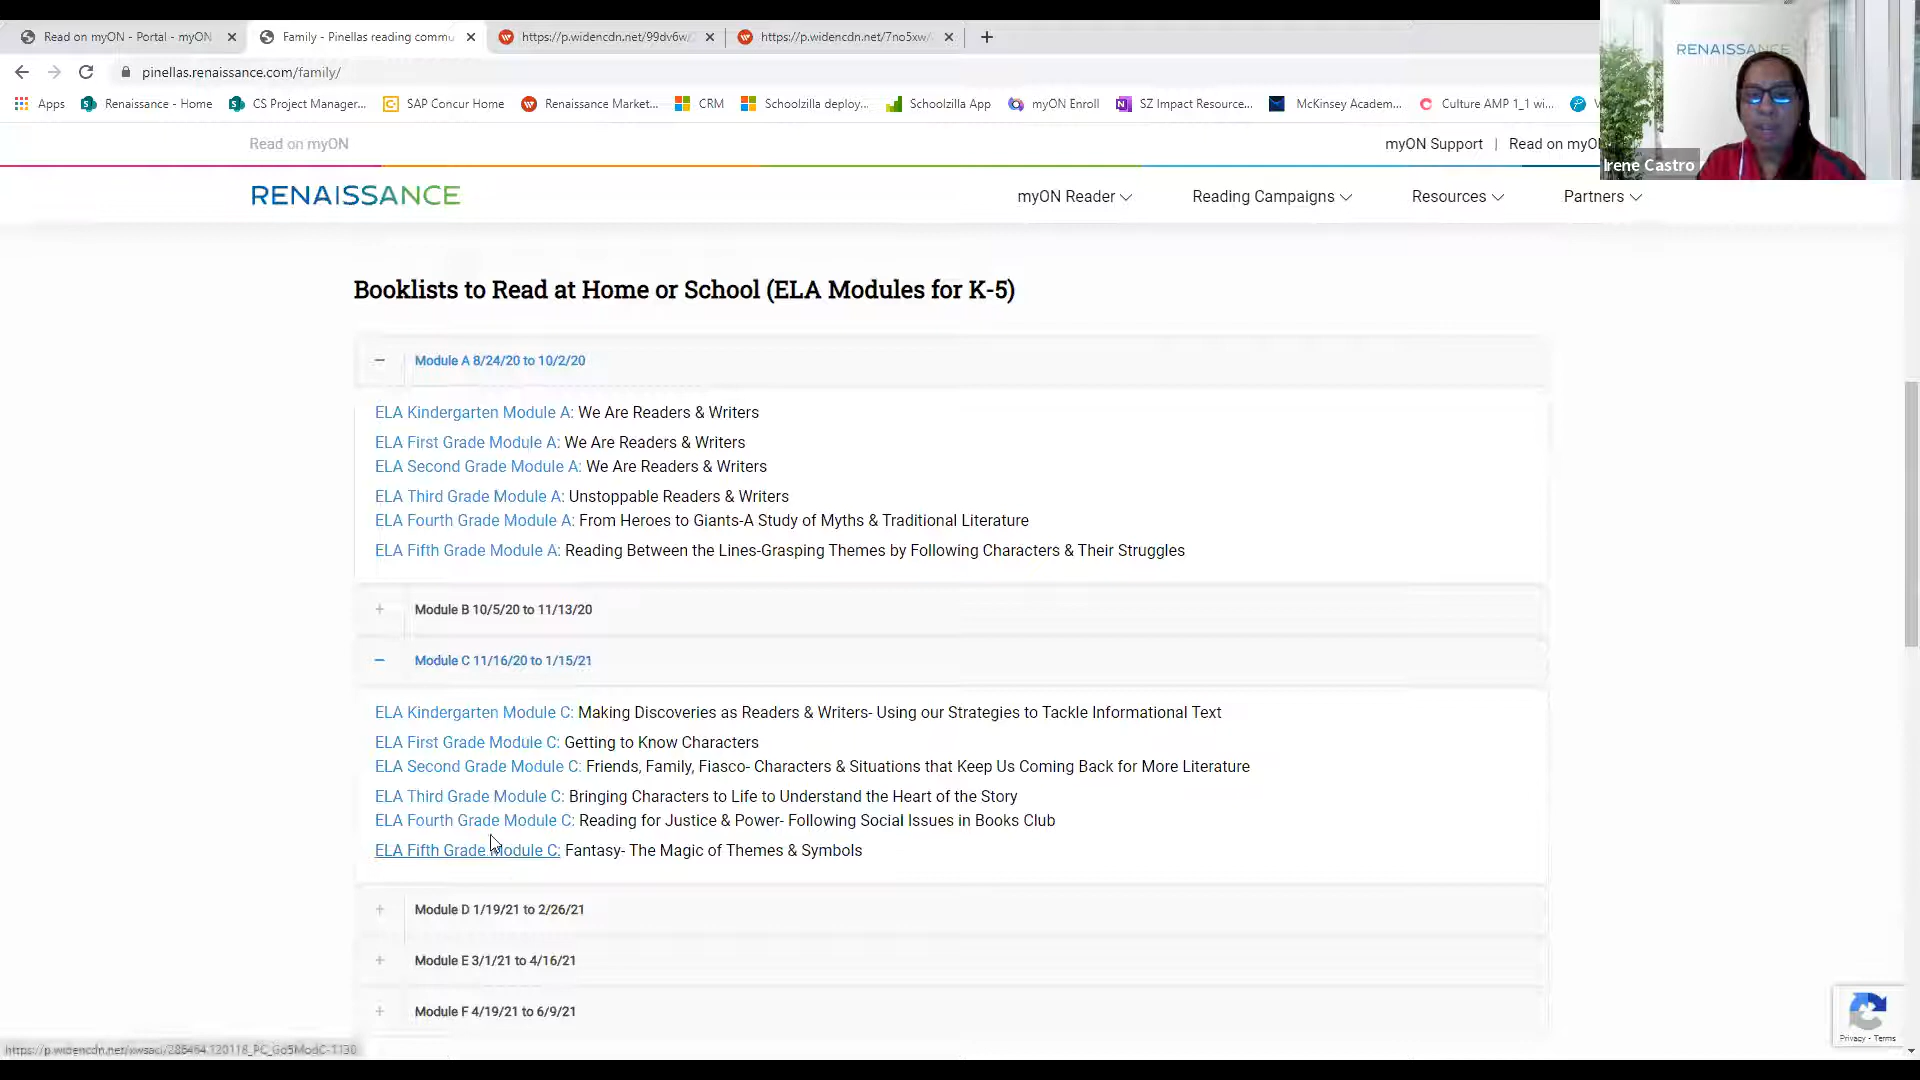 Read on myON - Portal - myON
Family - Pinellas reading commu
https://p.widencdn.net/99dv6w/
https://p.widencdn.net/7no5xw/
pinellas.renaissance.com/family/
Apps
Renaissance - Home
CS Project Manager...
SAP Concur Home
Renaissance Market...
CRM
Schoolzilla deploy...
Schoolzilla App
myON Enroll
SZ Impact Resource...
McKinsey Academ...
Culture AMP 1_1 wi...
RENAISSANCE
Irene Castro
Read on myON
myON Support | Read on myO
RENAISSANCE
myON Reader
Reading Campaigns
Resources
Partners
Booklists to Read at Home or School (ELA Modules for K-5)
Module A 8/24/20 to 10/2/20
ELA Kindergarten Module A: We Are Readers & Writers
ELA First Grade Module A: We Are Readers & Writers
ELA Second Grade Module A: We Are Readers & Writers
ELA Third Grade Module A: Unstoppable Readers & Writers
ELA Fourth Grade Module A: From Heroes to Giants-A Study of Myths & Traditional Literature
ELA Fifth Grade Module A: Reading Between the Lines-Grasping Themes by Following Characters & Their Struggles
Module B 10/5/20 to 11/13/20
Module C 11/16/20 to 1/15/21
ELA Kindergarten Module C: Making Discoveries as Readers & Writers- Using our Strategies to Tackle Informational Text
ELA First Grade Module C: Getting to Know Characters
ELA Second Grade Module C: Friends, Family, Fiasco- Characters & Situations that Keep Us Coming Back for More Literature
ELA Third Grade Module C: Bringing Characters to Life to Understand the Heart of the Story
ELA Fourth Grade Module C: Reading for Justice & Power- Following Social Issues in Books Club
ELA Fifth Grade Module C: Fantasy- The Magic of Themes & Symbols
Module D 1/19/21 to 2/26/21
Module E 3/1/21 to 4/16/21
Module F 4/19/21 to 6/9/21
Privacy - Terms